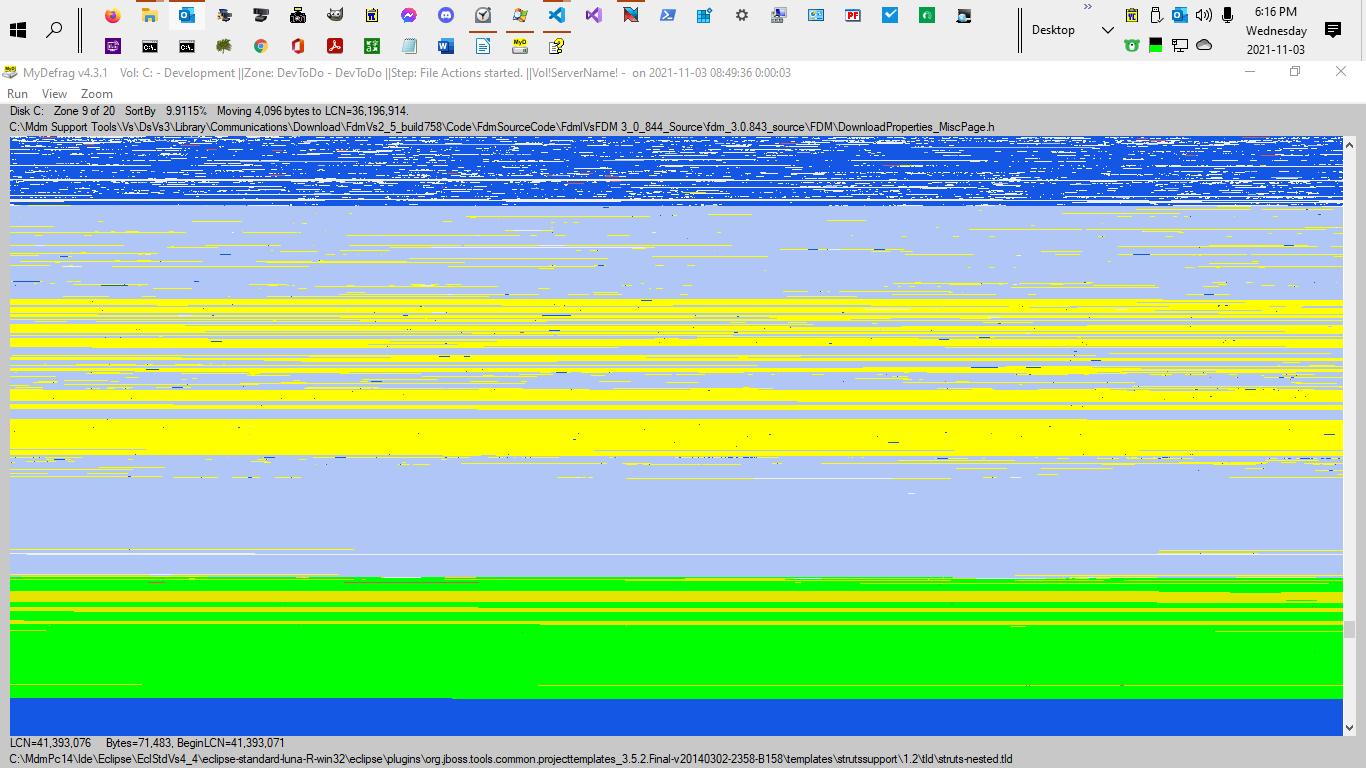 6:16 PM
Desktop
Wednesday
2021-11-03
MyDefrag v4.3.1 Vol: C: - Development ||Zone: DevToDo - DevToDo ||Step: File Actions started. ||Vol!ServerName! - on 2021-11-03 08:49:36 0:00:03
Run View Zoom
Disk C: Zone 9 of 20 SortBy 9.9115% Moving 4,096 bytes to LCN=36,196,914.
C:\Mdm Support Tools\Vs\DsVs3\Library\Communications\Download\FdmVs2_5_build758\Code\FdmSourceCode\FdmlVsFDM 3_0_844_Source\fdm_3.0.843_source\FDM\DownloadProperties_MiscPage.h
LCN=41,393,076 Bytes=71,483, BeginLCN=41,393,071
C:\MdmPc14\Ide\Eclipse\EclStdVs4_4\eclipse-standard-luna-R-win32\eclipse\plugins\org.jboss.tools.common.projecttemplates_3.5.2.Final-v20140302-2358-B158\templates\strutssupport\1.2\tld\struts-nested.tld